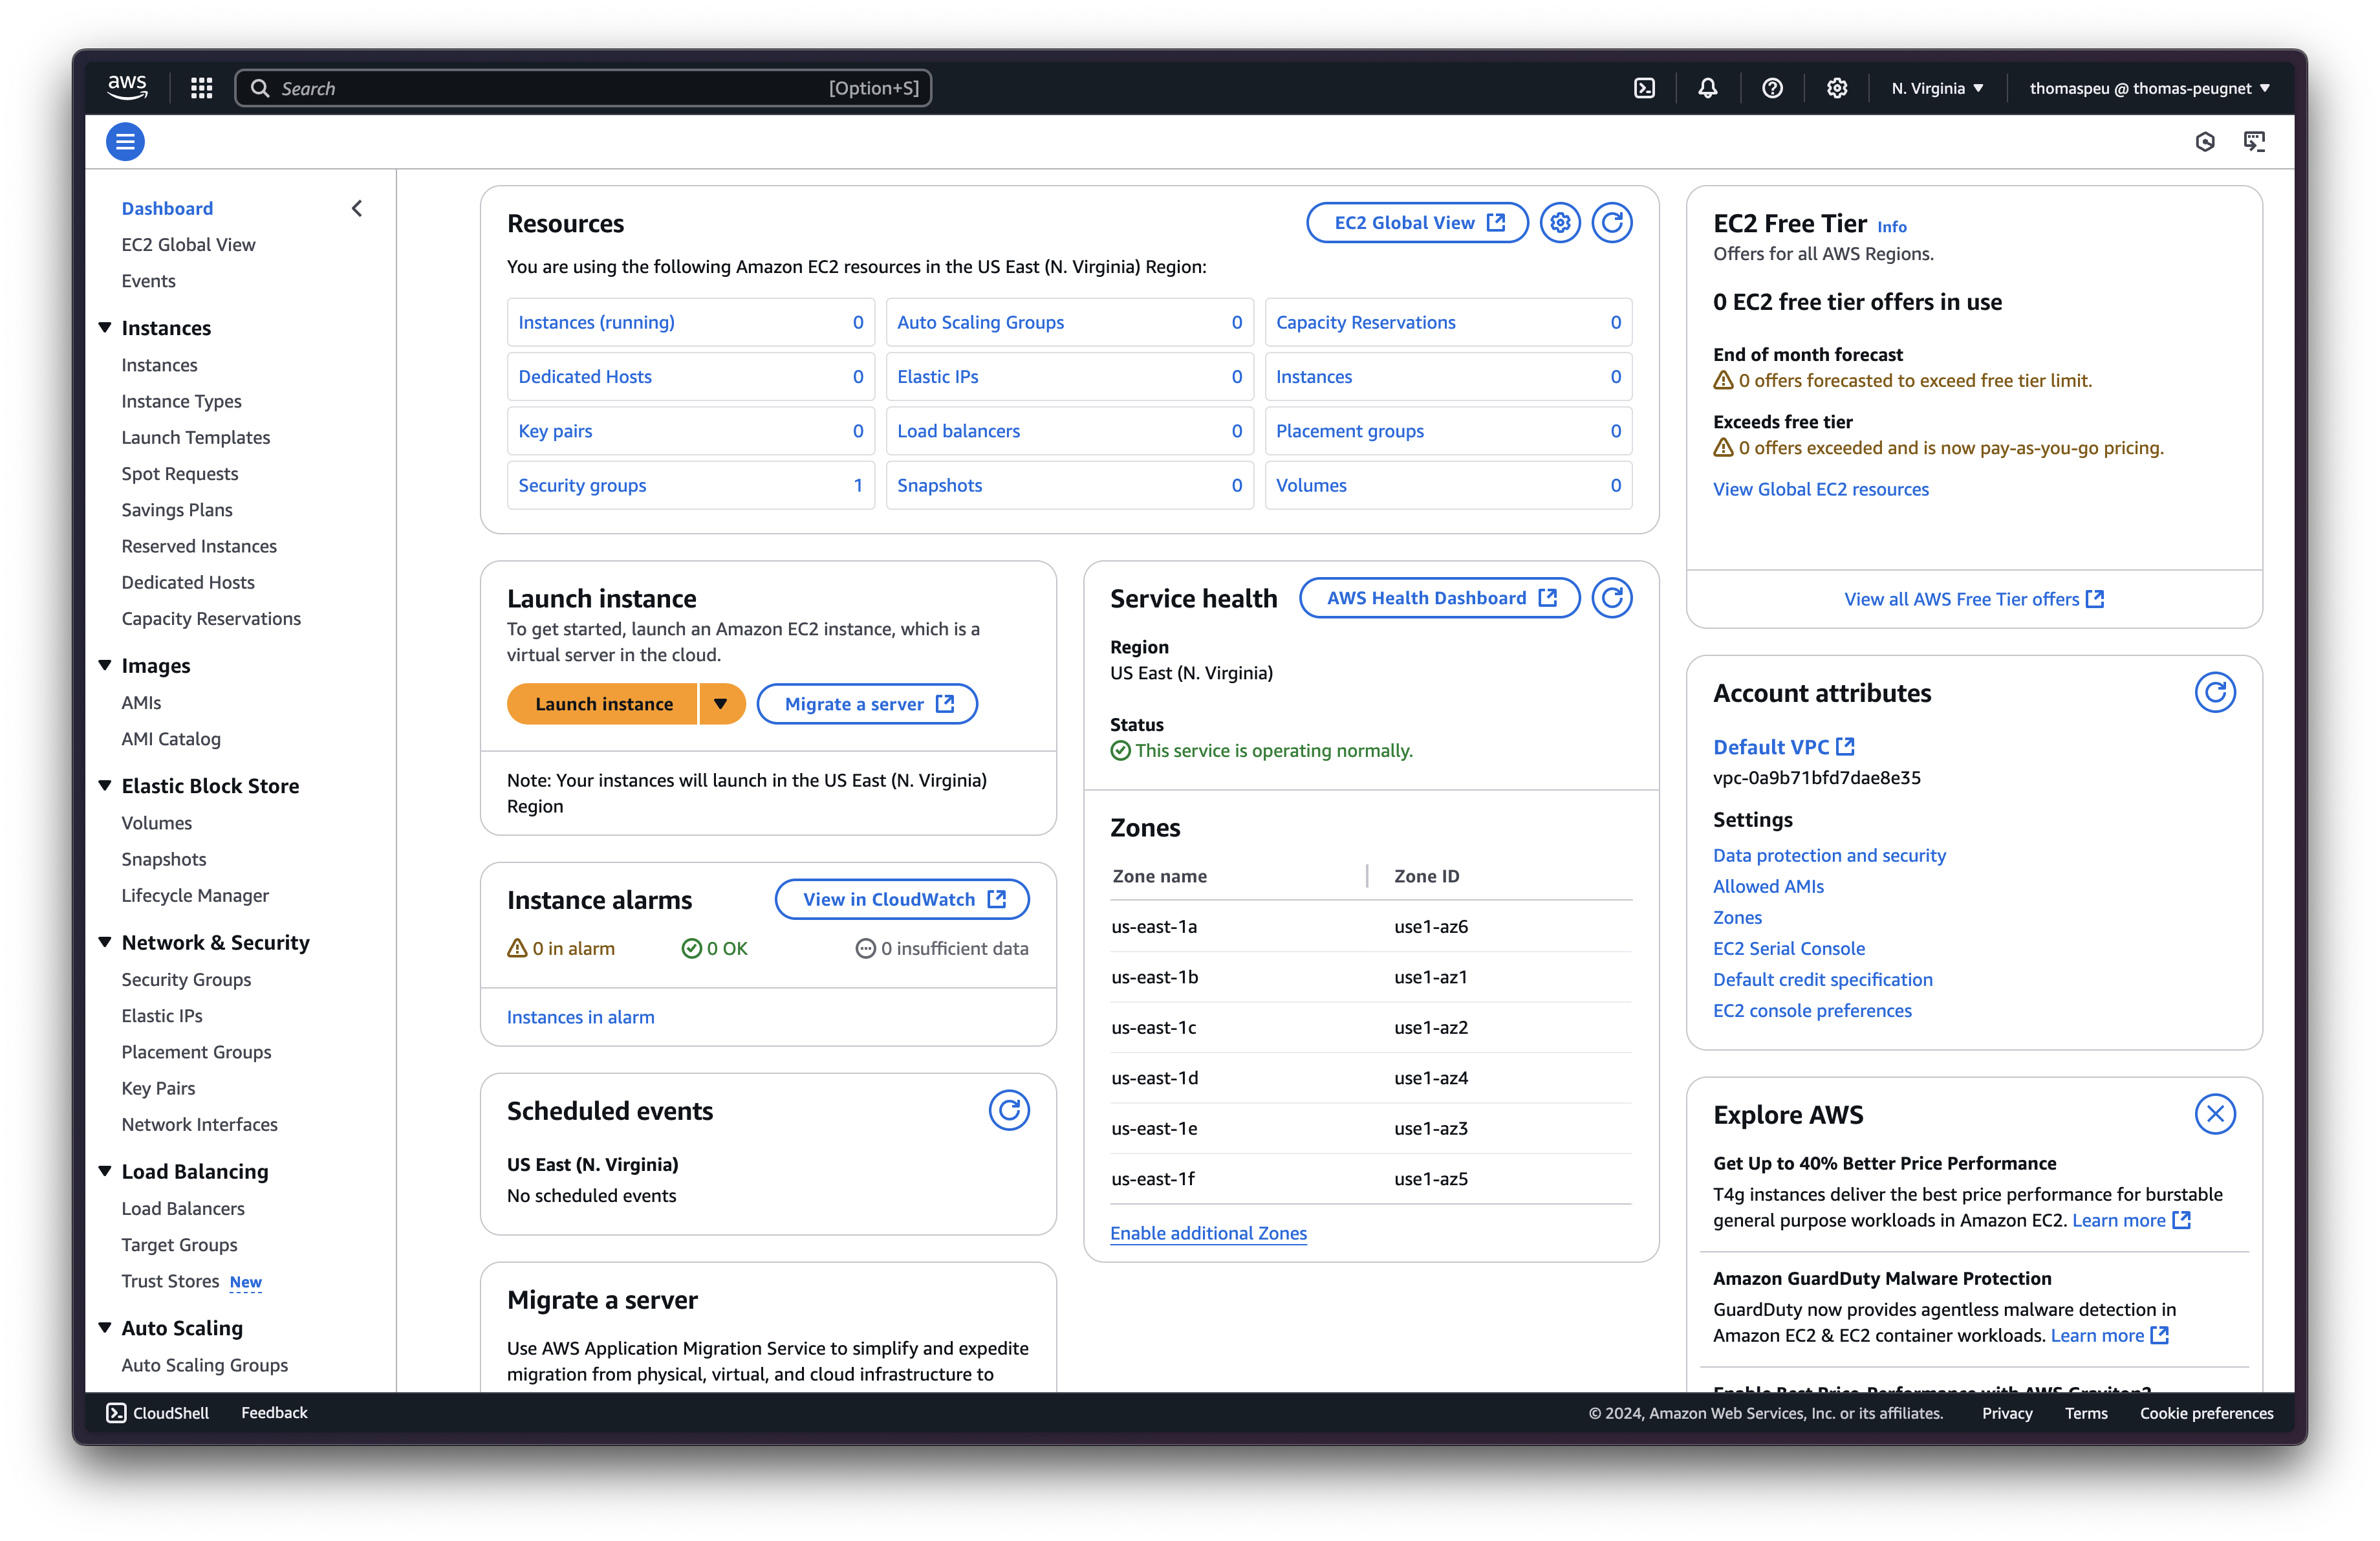 aws
Search
[Option+S]
N. Virginia
thomaspeu @ thomas-peugnet
Dashboard
EC2 Global View
Events
Instances
Instances
Instance Types
Launch Templates
Spot Requests
Savings Plans
Reserved Instances
Dedicated Hosts
Capacity Reservations
Images
AMIs
AMI Catalog
Elastic Block Store
Volumes
Snapshots
Lifecycle Manager
Network & Security
Security Groups
Elastic IPs
Placement Groups
Key Pairs
Network Interfaces
Load Balancing
Load Balancers
Target Groups
Trust Stores New
Auto Scaling
Auto Scaling Groups
Resources
EC2 Global View
You are using the following Amazon EC2 resources in the US East (N. Virginia) Region:
Instances (running) 0
Auto Scaling Groups 0
Capacity Reservations 0
Dedicated Hosts 0
Elastic IPs 0
Instances 0
Key pairs 0
Load balancers 0
Placement groups 0
Security groups 1
Snapshots 0
Volumes 0
Launch instance
To get started, launch an Amazon EC2 instance, which is a
virtual server in the cloud.
Launch instance
Migrate a server
Note: Your instances will launch in the US East (N. Virginia)
Region
Instance alarms
View in CloudWatch
0 in alarm
0 OK
0 insufficient data
Instances in alarm
Scheduled events
US East (N. Virginia)
No scheduled events
Migrate a server
Use AWS Application Migration Service to simplify and expedite
migration from physical, virtual, and cloud infrastructure to
Service health
AWS Health Dashboard
Region
US East (N. Virginia)
Status
This service is operating normally.
Zones
Zone name
Zone ID
us-east-1a use1-az6
us-east-1b use1-az1
us-east-1c use1-az2
us-east-1d use1-az4
us-east-1e use1-az3
us-east-1f use1-az5
Enable additional Zones
EC2 Free Tier Info
Offers for all AWS Regions.
0 EC2 free tier offers in use
End of month forecast
0 offers forecasted to exceed free tier limit.
Exceeds free tier
0 offers exceeded and is now pay-as-you-go pricing.
View Global EC2 resources
View all AWS Free Tier offers
Account attributes
Default VPC
vpc-0a9b71bfd7dae8e35
Settings
Data protection and security
Allowed AMIs
Zones
EC2 Serial Console
Default credit specification
EC2 console preferences
Explore AWS
Get Up to 40% Better Price Performance
T4g instances deliver the best price performance for burstable
general purpose workloads in Amazon EC2. Learn more
Amazon GuardDuty Malware Protection
GuardDuty now provides agentless malware detection in
Amazon EC2 & EC2 container workloads. Learn more
Enable Best Price-Performance with AWS Graviton2
CloudShell
Feedback
© 2024, Amazon Web Services, Inc. or its affiliates.
Privacy
Terms
Cookie preferences